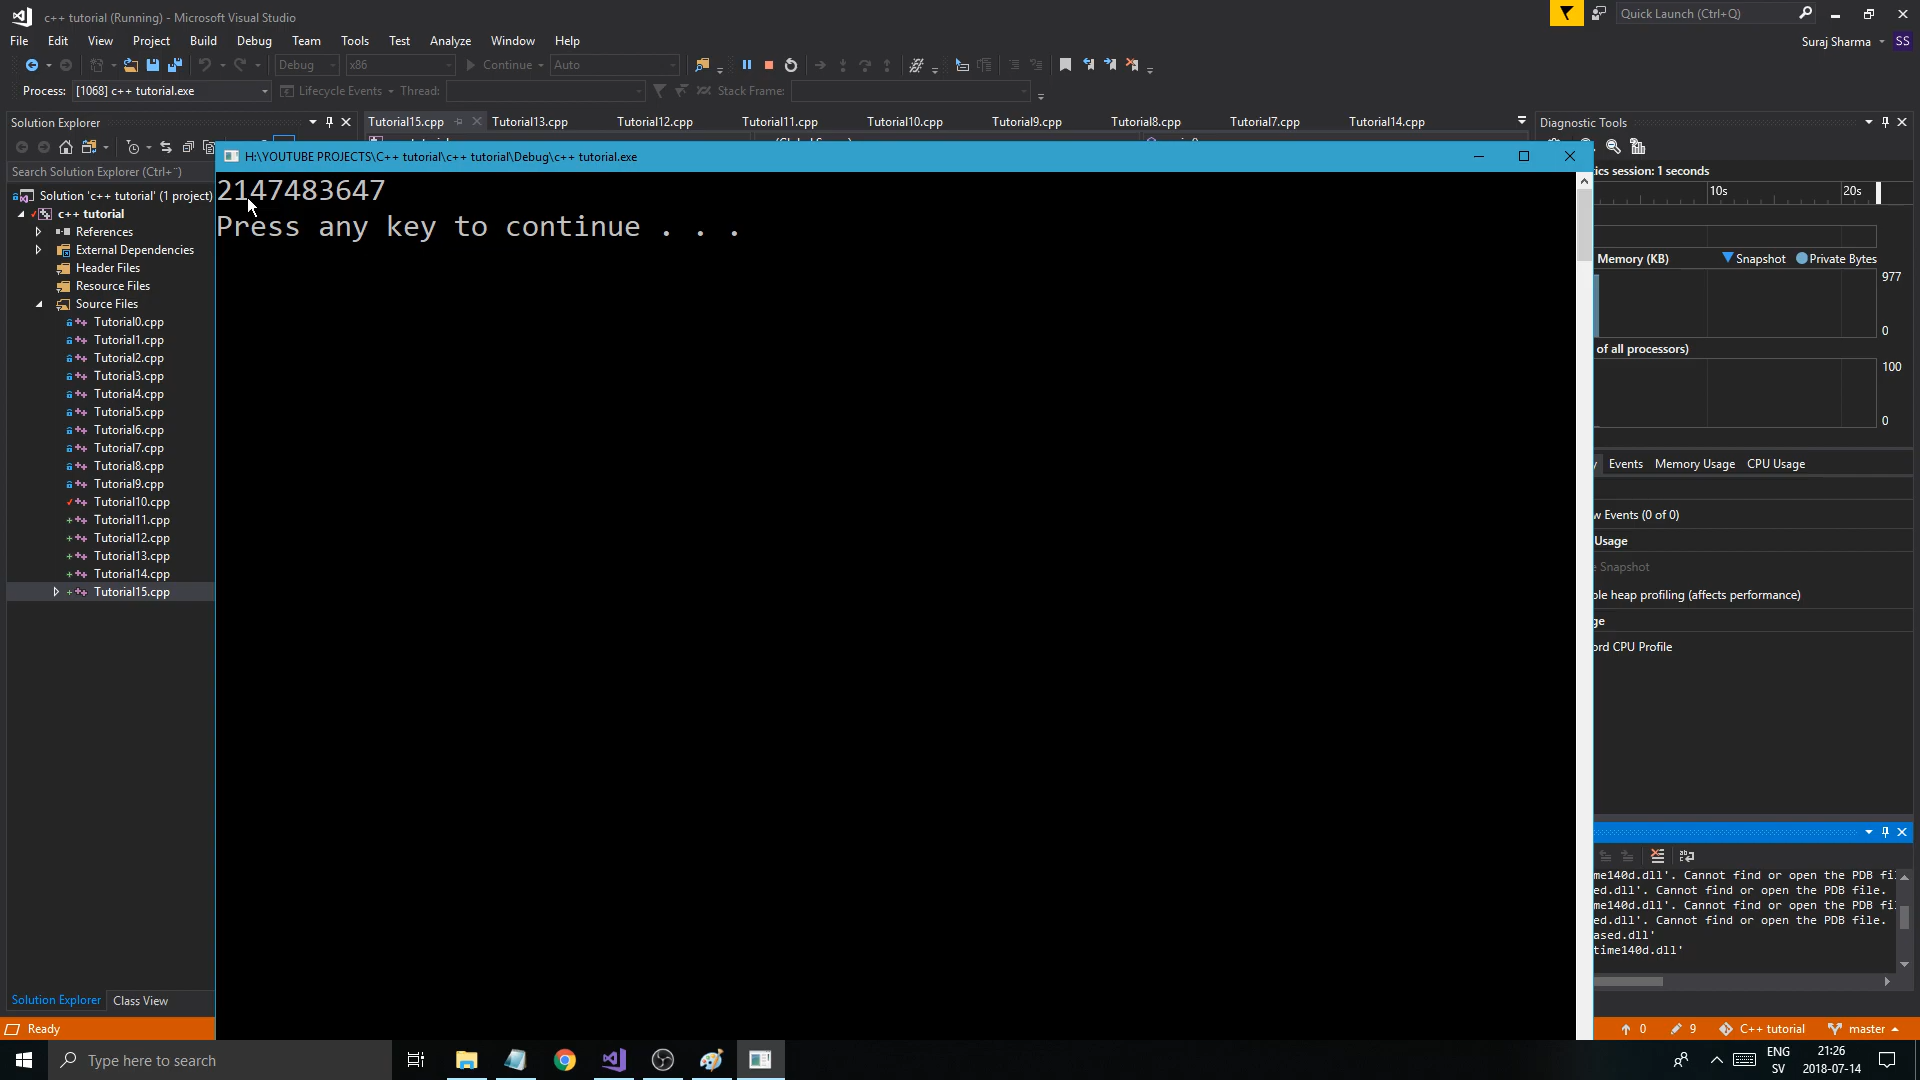 c++ tutorial (Running) - Microsoft Visual Studio
Quick Launch (Ctrl+Q)
File Edit View Project Build Debug Team Tools Test Analyze Window Help
Suraj Sharma SS
Debug x86 Continue Auto
Process: [1068] c++ tutorial.exe Lifecycle Events Thread: Stack Frame:
Solution Explorer
Tutorial15.cpp Tutorial13.cpp Tutorial12.cpp Tutorial11.cpp Tutorial10.cpp Tutorial9.cpp Tutorial8.cpp Tutorial7.cpp Tutorial14.cpp
Diagnostic Tools
H:\YOUTUBE PROJECTS\C++ tutorial\c++ tutorial\Debug\c++ tutorial.exe
Search Solution Explorer (Ctrl+¨)
ics session: 1 seconds
10s 20s
2147483647
Press any key to continue . . .
Solution 'c++ tutorial' (1 project)
c++ tutorial
References
External Dependencies
Header Files
Resource Files
Source Files
Tutorial0.cpp
Tutorial1.cpp
Tutorial2.cpp
Tutorial3.cpp
Tutorial4.cpp
Tutorial5.cpp
Tutorial6.cpp
Tutorial7.cpp
Tutorial8.cpp
Tutorial9.cpp
Tutorial10.cpp
Tutorial11.cpp
Tutorial12.cpp
Tutorial13.cpp
Tutorial14.cpp
Tutorial15.cpp
Memory (KB) Snapshot Private Bytes
977
0
of all processors)
100
0
Events Memory Usage CPU Usage
w Events (0 of 0)
Usage
Snapshot
ble heap profiling (affects performance)
ge
ord CPU Profile
me140d.dll'. Cannot find or open the PDB fi
ed.dll'. Cannot find or open the PDB file.
me140d.dll'. Cannot find or open the PDB fi
ed.dll'. Cannot find or open the PDB file.
ased.dll'
time140d.dll'
Solution Explorer Class View
Ready
0 9 C++ tutorial master
Type here to search
ENG
SV
21:26
2018-07-14